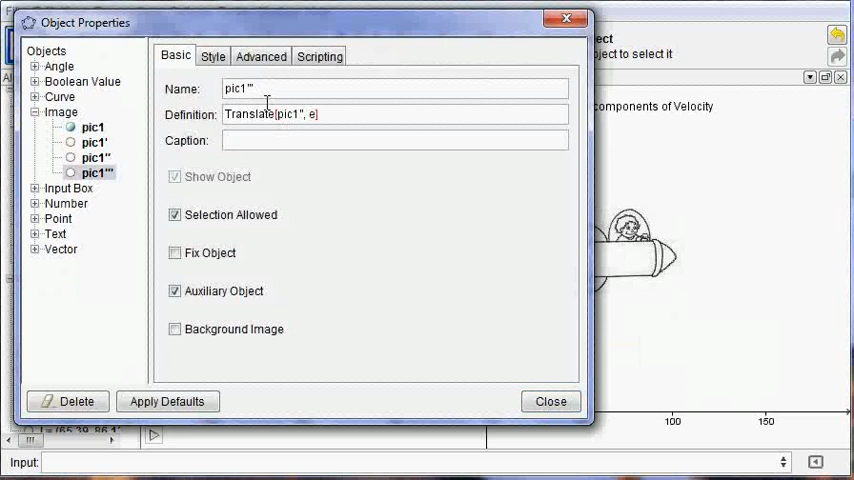 Object Properties
ect
bject to select it
Objects
Angle
Boolean Value
Curve
Image
pic1
pic1'
pic1''
pic1'''
Input Box
Number
Point
Text
Vector
Basic
Style
Advanced
Scripting
Name:
pic1'''
Definition:
Translate[pic1'', e]
Caption:
Show Object
Selection Allowed
Fix Object
Auxiliary Object
Background Image
components of Velocity
Delete
Apply Defaults
Close
100
150
Input: